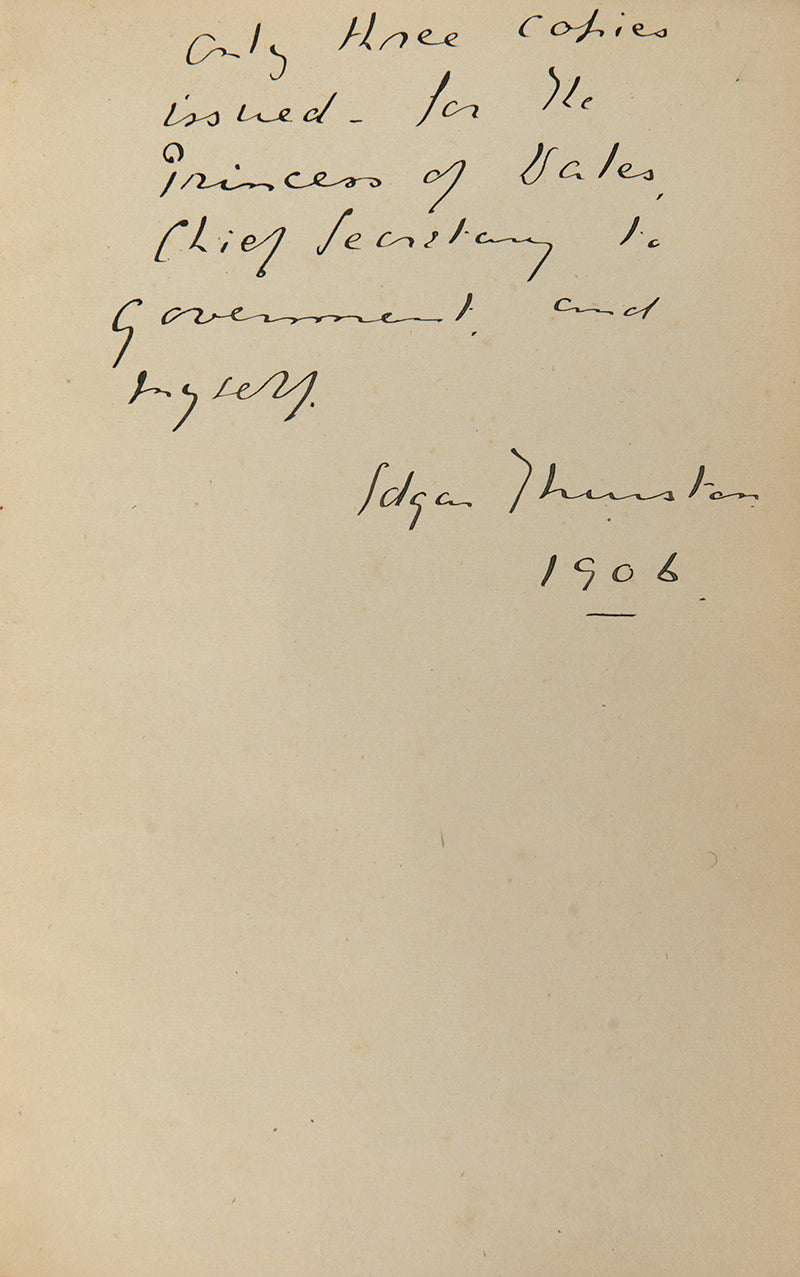 Only three copies
issued - for the
Princess of Wales,
Chief Secretary to
Government, and
myself.
Edgar Thurston
1906